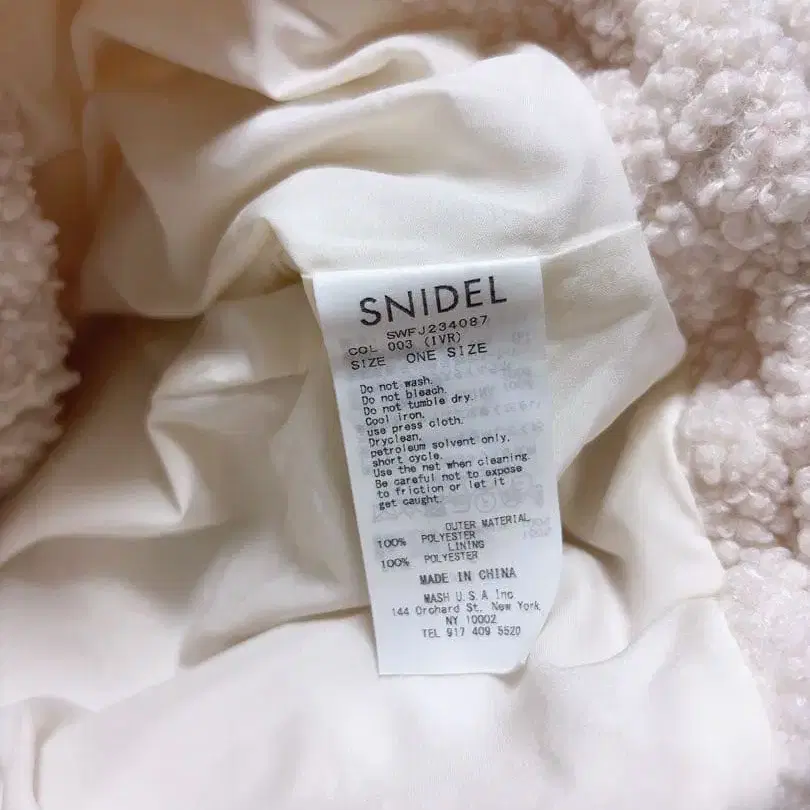 SNIDEL
SWFJ234087
COL 003 (IVR)
SIZE ONE SIZE
Do not wash.
Do not bleach.
Do not tumble dry.
Cool iron,
use press cloth.
Dryclean,
petroleum solvent only,
short cycle.
Use the net when cleaning.
Be careful not to expose
to friction or let it
get caught.
OUTER MATERIAL
100% POLYESTER
LINING
100% POLYESTER
MADE IN CHINA
MASH U.S.A Inc.
144 Orchard St. New York
NY 10002
TEL 917 409 5520